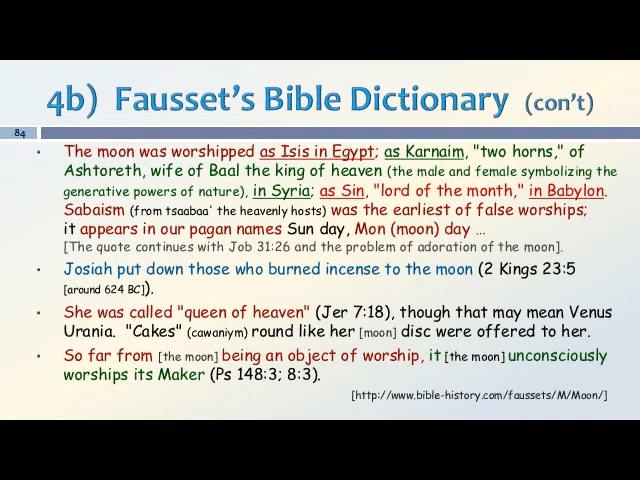 4b) Fausset's Bible Dictionary (con't)
84
• The moon was worshipped as Isis in Egypt; as Karnaim, "two horns," of
Ashtoreth, wife of Baal the king of heaven (the male and female symbolizing the
generative powers of nature), in Syria; as Sin, "lord of the month," in Babylon.
Sabaism (from tsaabaa' the heavenly hosts) was the earliest of false worships;
it appears in our pagan names Sun day, Mon (moon) day …
[The quote continues with Job 31:26 and the problem of adoration of the moon].
• Josiah put down those who burned incense to the moon (2 Kings 23:5
[around 624 BC]).
• She was called "queen of heaven" (Jer 7:18), though that may mean Venus
Urania. "Cakes" (cawaniym) round like her [moon] disc were offered to her.
• So far from [the moon] being an object of worship, it [the moon] unconsciously
worships its Maker (Ps 148:3; 8:3).
[http://www.bible-history.com/faussets/M/Moon/]